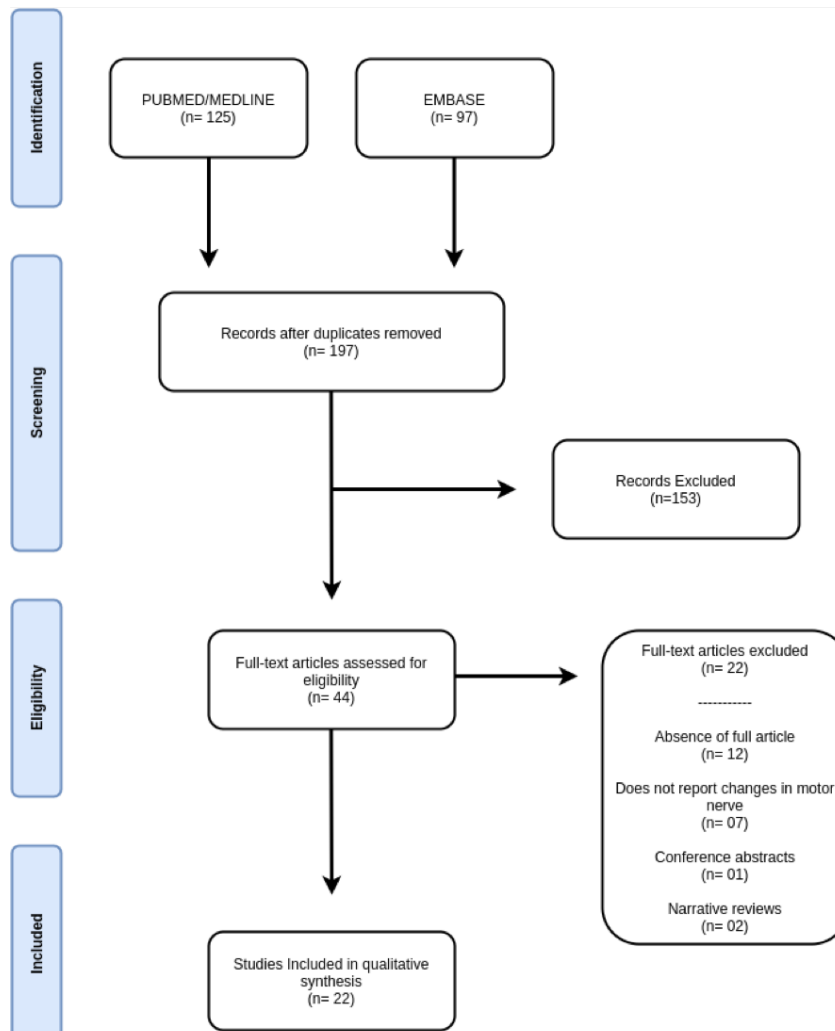 Identification
PUBMED/MEDLINE
(n= 125)
EMBASE
(n= 97)
Screening
Records after duplicates removed
(n= 197)
Records Excluded
(n=153)
Eligibility
Full-text articles assessed for
eligibility
(n= 44)
Full-text articles excluded
(n= 22)
-----------
Absence of full article
(n= 12)
Does not report changes in motor
nerve
(n= 07)
Conference abstracts
(n= 01)
Narrative reviews
(n= 02)
Included
Studies Included in qualitative
synthesis
(n= 22)